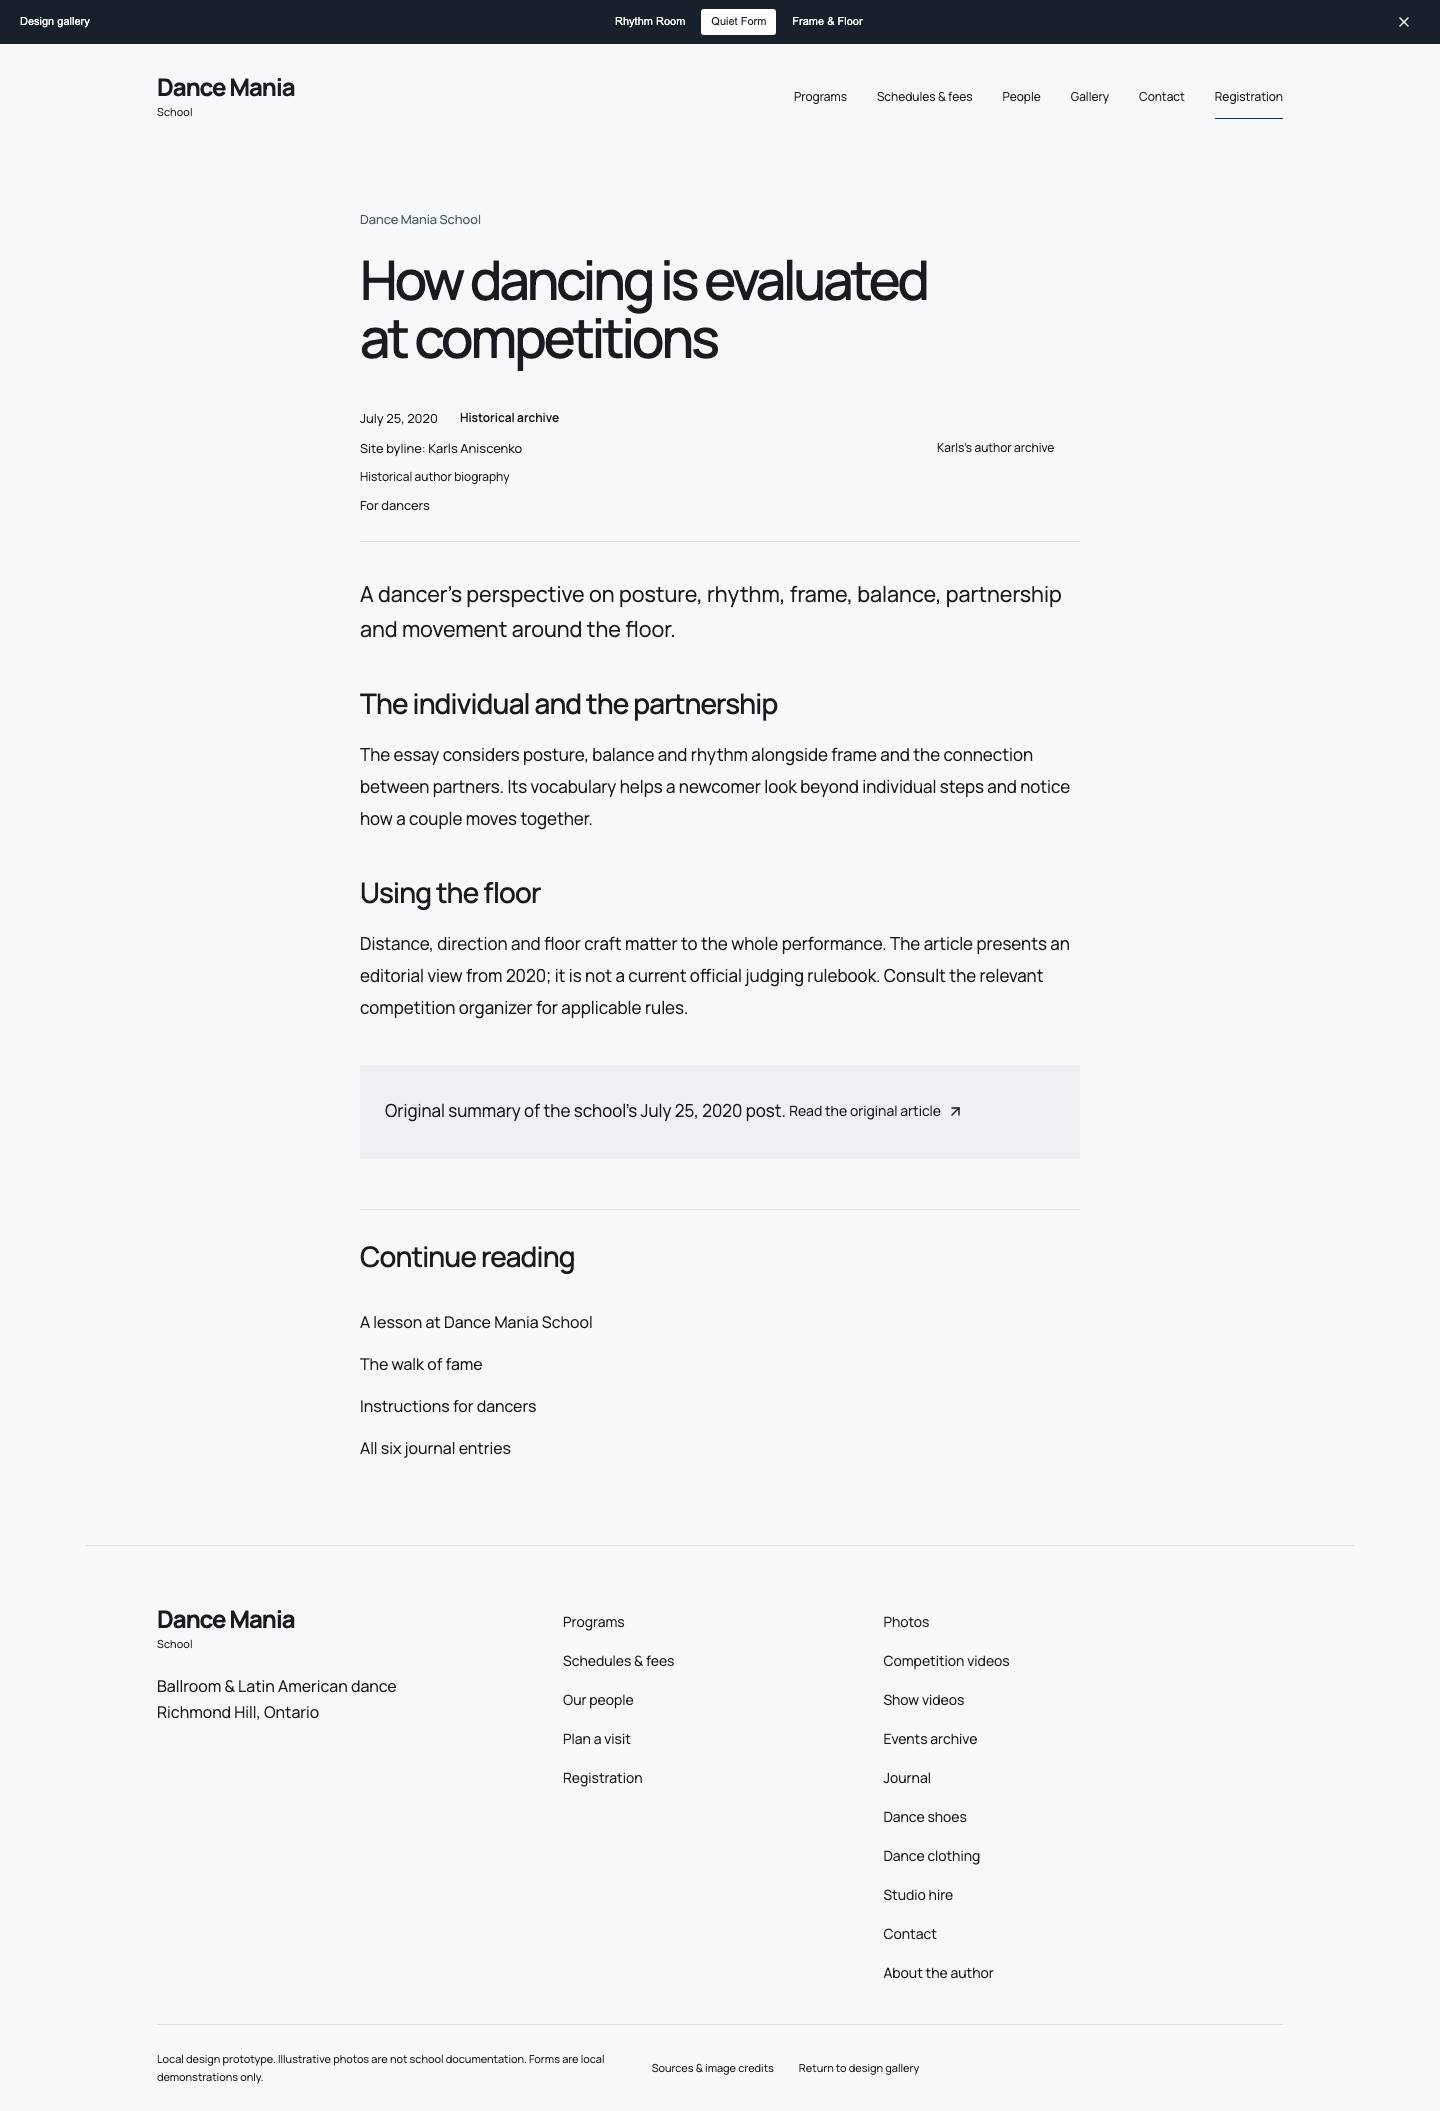 Design gallery
Rhythm Room
Quiet Form
Frame & Floor
Dance Mania
School
Programs
Schedules & fees
People
Gallery
Contact
Registration
Dance Mania School
How dancing is evaluated
at competitions
July 25, 2020
Historical archive
Site byline: Karls Aniscenko
Karls's author archive
Historical author biography
For dancers
A dancer's perspective on posture, rhythm, frame, balance, partnership
and movement around the floor.
The individual and the partnership
The essay considers posture, balance and rhythm alongside frame and the connection
between partners. Its vocabulary helps a newcomer look beyond individual steps and notice
how a couple moves together.
Using the floor
Distance, direction and floor craft matter to the whole performance. The article presents an
editorial view from 2020; it is not a current official judging rulebook. Consult the relevant
competition organizer for applicable rules.
Original summary of the school's July 25, 2020 post. Read the original article
Continue reading
A lesson at Dance Mania School
The walk of fame
Instructions for dancers
All six journal entries
Dance Mania
School
Ballroom & Latin American dance
Richmond Hill, Ontario
Programs
Schedules & fees
Our people
Plan a visit
Registration
Photos
Competition videos
Show videos
Events archive
Journal
Dance shoes
Dance clothing
Studio hire
Contact
About the author
Local design prototype. Illustrative photos are not school documentation. Forms are local
demonstrations only.
Sources & image credits
Return to design gallery